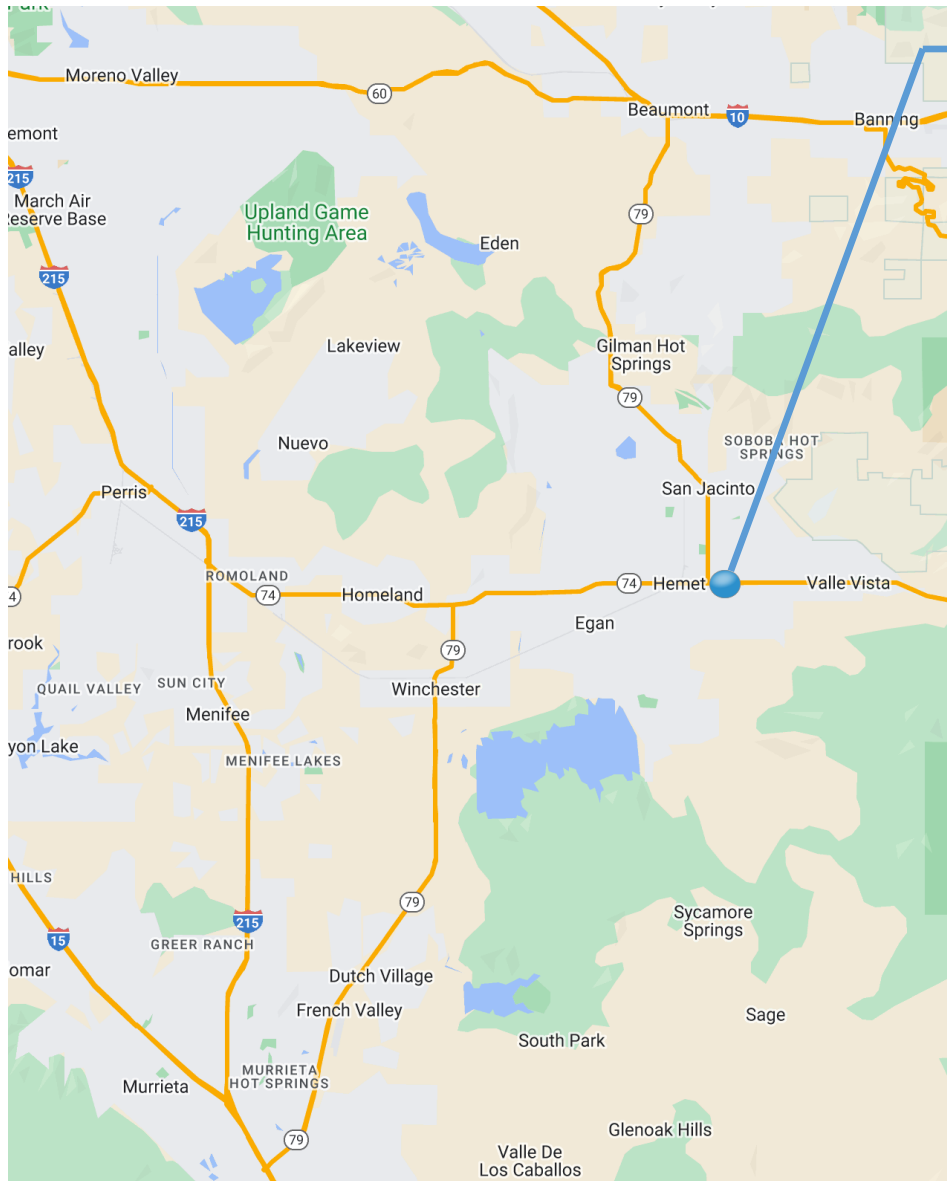 Park
Moreno Valley
60
Beaumont
10
Banning
emont
215
March Air
Reserve Base
Upland Game
Hunting Area
79
Eden
215
alley
Lakeview
Gilman Hot
Springs
79
Nuevo
SOBOBA HOT
SPRINGS
Perris
San Jacinto
215
ROMOLAND
74
Homeland
74
Hemet
Valle Vista
4
Egan
rook
79
QUAIL VALLEY
SUN CITY
Winchester
Menifee
yon Lake
MENIFEE LAKES
HILLS
79
Sycamore
Springs
15
215
GREER RANCH
omar
Dutch Village
French Valley
Sage
South Park
MURRIETA
HOT SPRINGS
Murrieta
79
Glenoak Hills
Valle De
Los Caballos